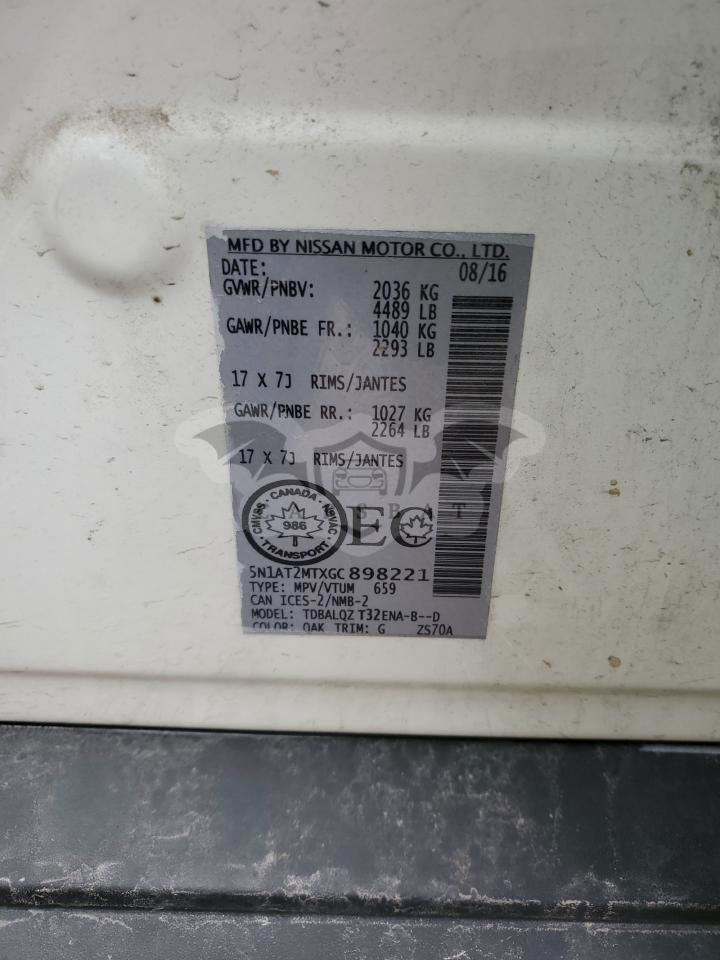 MFD BY NISSAN MOTOR CO., LTD.
DATE: 08/16
GVWR/PNBV: 2036 KG
4489 LB
GAWR/PNBE FR.: 1040 KG
2293 LB
17 X 7J RIMS/JANTES
GAWR/PNBE RR.: 1027 KG
2264 LB
17 X 7J RIMS/JANTES
CMVSS · CANADA · NSVAC
986
TRANSPORT
EC
5N1AT2MTXGC898221
TYPE: MPV/VTUM 659
CAN ICES-2/NMB-2
MODEL: TDBALQZ T32ENA-B--D
COLOR: QAK TRIM: G ZS70A